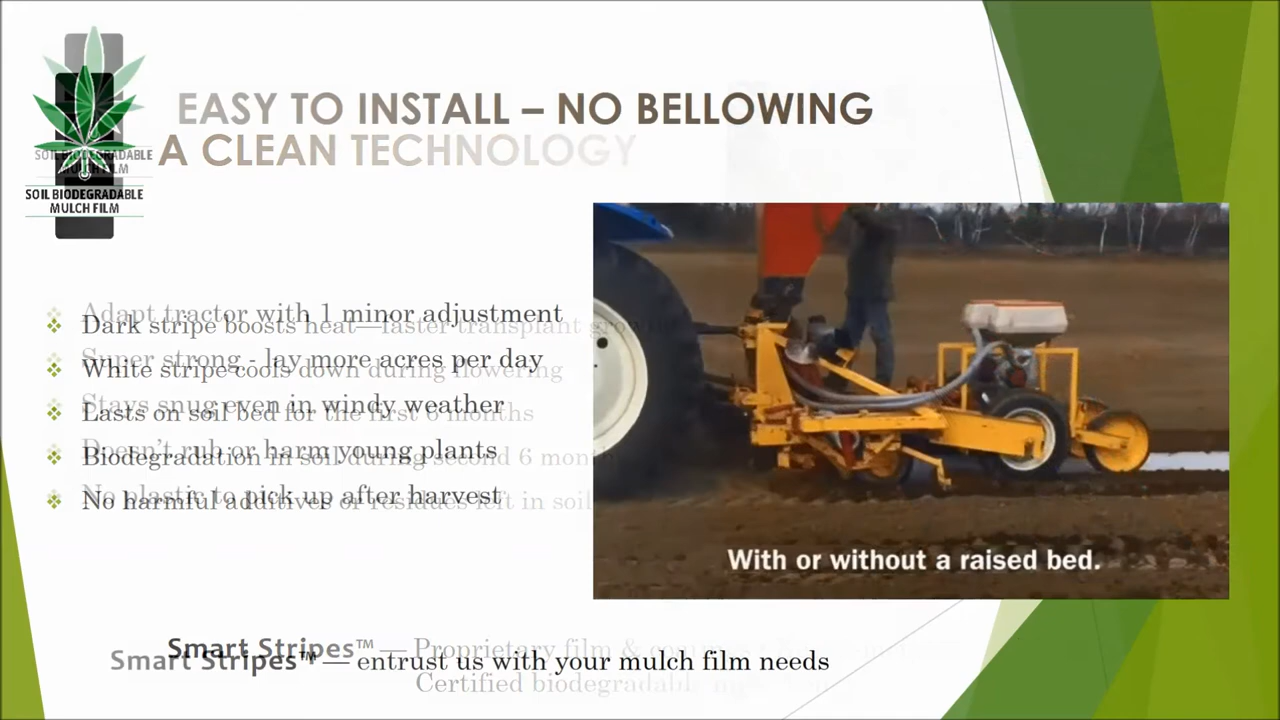 SOIL BIODEGRADABLE
MULCH FILM
SOIL BIODEGRADABLE
MULCH FILM
EASY TO INSTALL – NO BELLOWING
A CLEAN TECHNOLOGY
Adapt tractor with 1 minor adjustment
Dark stripe boosts heat—faster transplant growth
Super strong - lay more acres per day
White stripe cools down during flowering
Stays snug even in windy weather
Lasts on soil bed for the first 6 months
Doesn't rub or harm young plants
Biodegradation in soil during second 6
No plastic to pick up after harvest
No harmful additives or residues left in soil
With or without a raised bed.
Smart Stripes™ — Proprietary film &
Smart Stripes™ — entrust us with your mulch film needs
Certified biodegradable